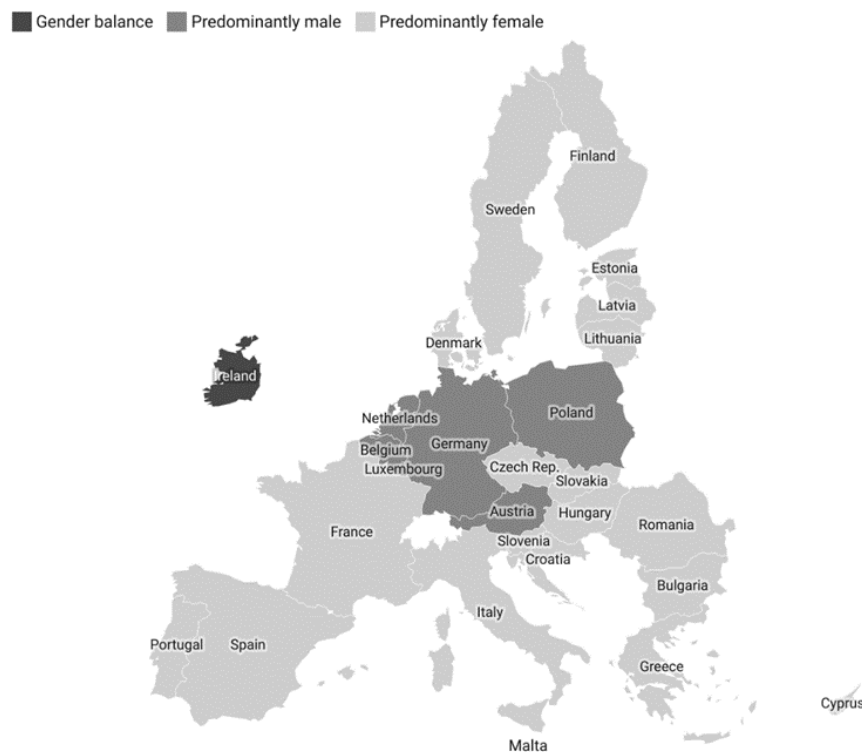 Gender balance Predominantly male Predominantly female
Finland
Sweden
Estonia
Latvia
Lithuania
Denmark
Ireland
Poland
Netherlands
Germany
Belgium
Luxembourg
Czech Rep.
Slovakia
Austria
Hungary
Romania
France
Slovenia
Croatia
Bulgaria
Italy
Portugal
Spain
Greece
Cyprus
Malta